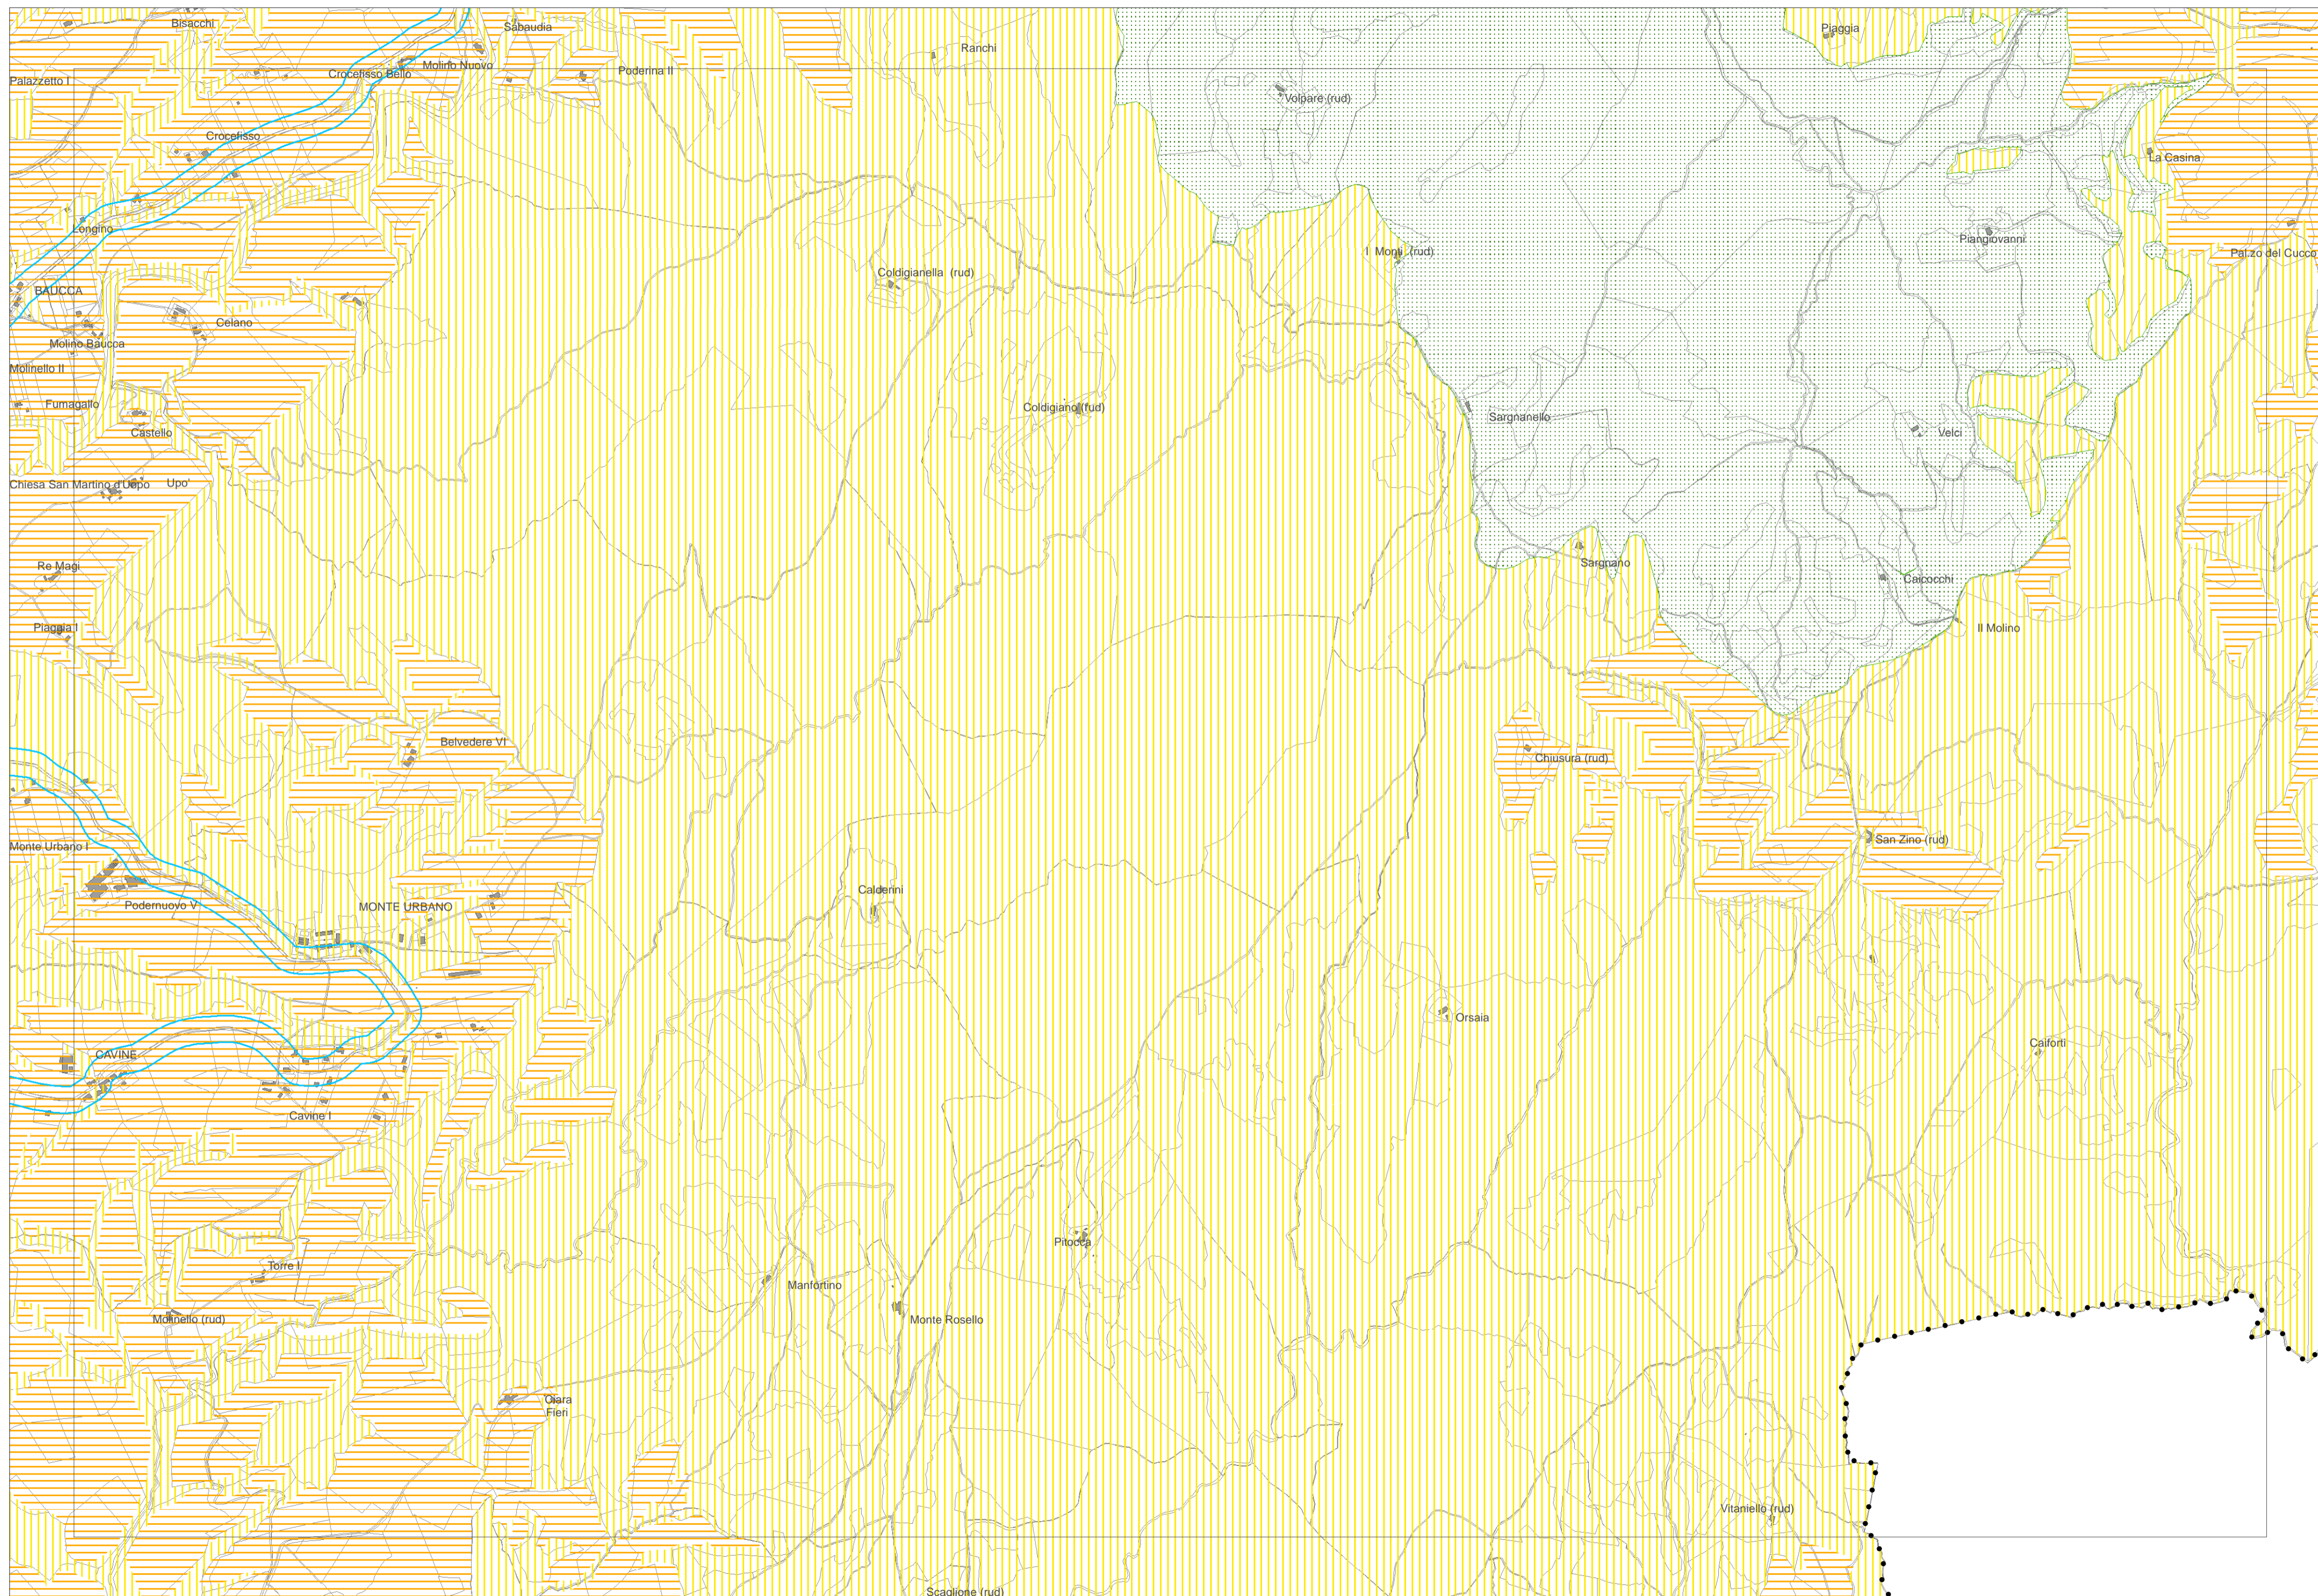 Bisacchi
Sabaudia
Piaggia
Ranchi
Molino Nuovo
Crocefisso Bello
Poderina II
Palazzetto I
Volpare (rud)
Crocefisso
La Casina
Longino
Piangiovanni
I Monti (rud)
Pal.zo del Cucco
Coldigianella (rud)
BAUCCA
Celano
Molino Baucca
Molinello II
Fumagallo
Coldigiano (rud)
Sargnanello
Castello
Velci
Chiesa San Martino d'Uopo
Upo'
Re Magi
Sargnano
Caicocchi
Piaggia I
Il Molino
Belvedere VI
Chiusura (rud)
San Zino (rud)
Monte Urbano I
Calderini
Podernuovo V
MONTE URBANO
Orsaia
Caiforti
CAVINE
Cavine I
Pitocca
Torre I
Manfortino
Molinello (rud)
Monte Rosello
Ciara
Fieri
Vitaniello (rud)
Scaglione (rud)